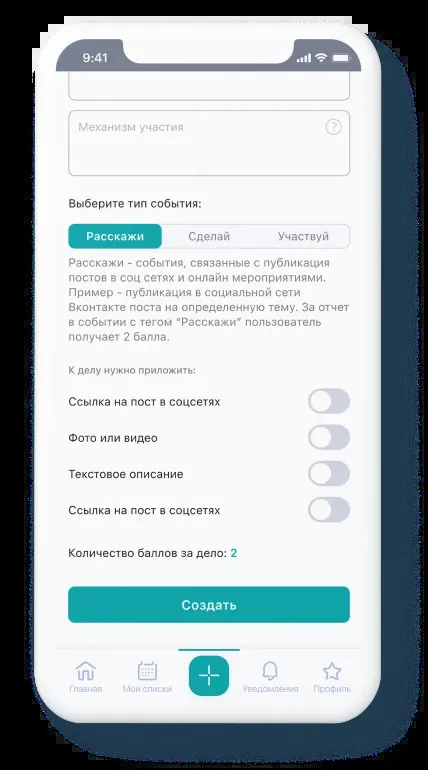 9:41
Механизм участия
?
Выберите тип события:
Расскажи Сделай Участвуй
Расскажи - события, связанные с публикация
постов в соц сетях и онлайн мероприятиями.
Пример - публикация в социальной сети
Вконтакте поста на определенную тему. За отчет
в событии с тегом “Расскажи” пользователь
получает 2 балла.
К делу нужно приложить:
Ссылка на пост в соцсетях
Фото или видео
Текстовое описание
Ссылка на пост в соцсетях
Количество баллов за дело: 2
Создать
Главная Мои списки Уведомления Профиль